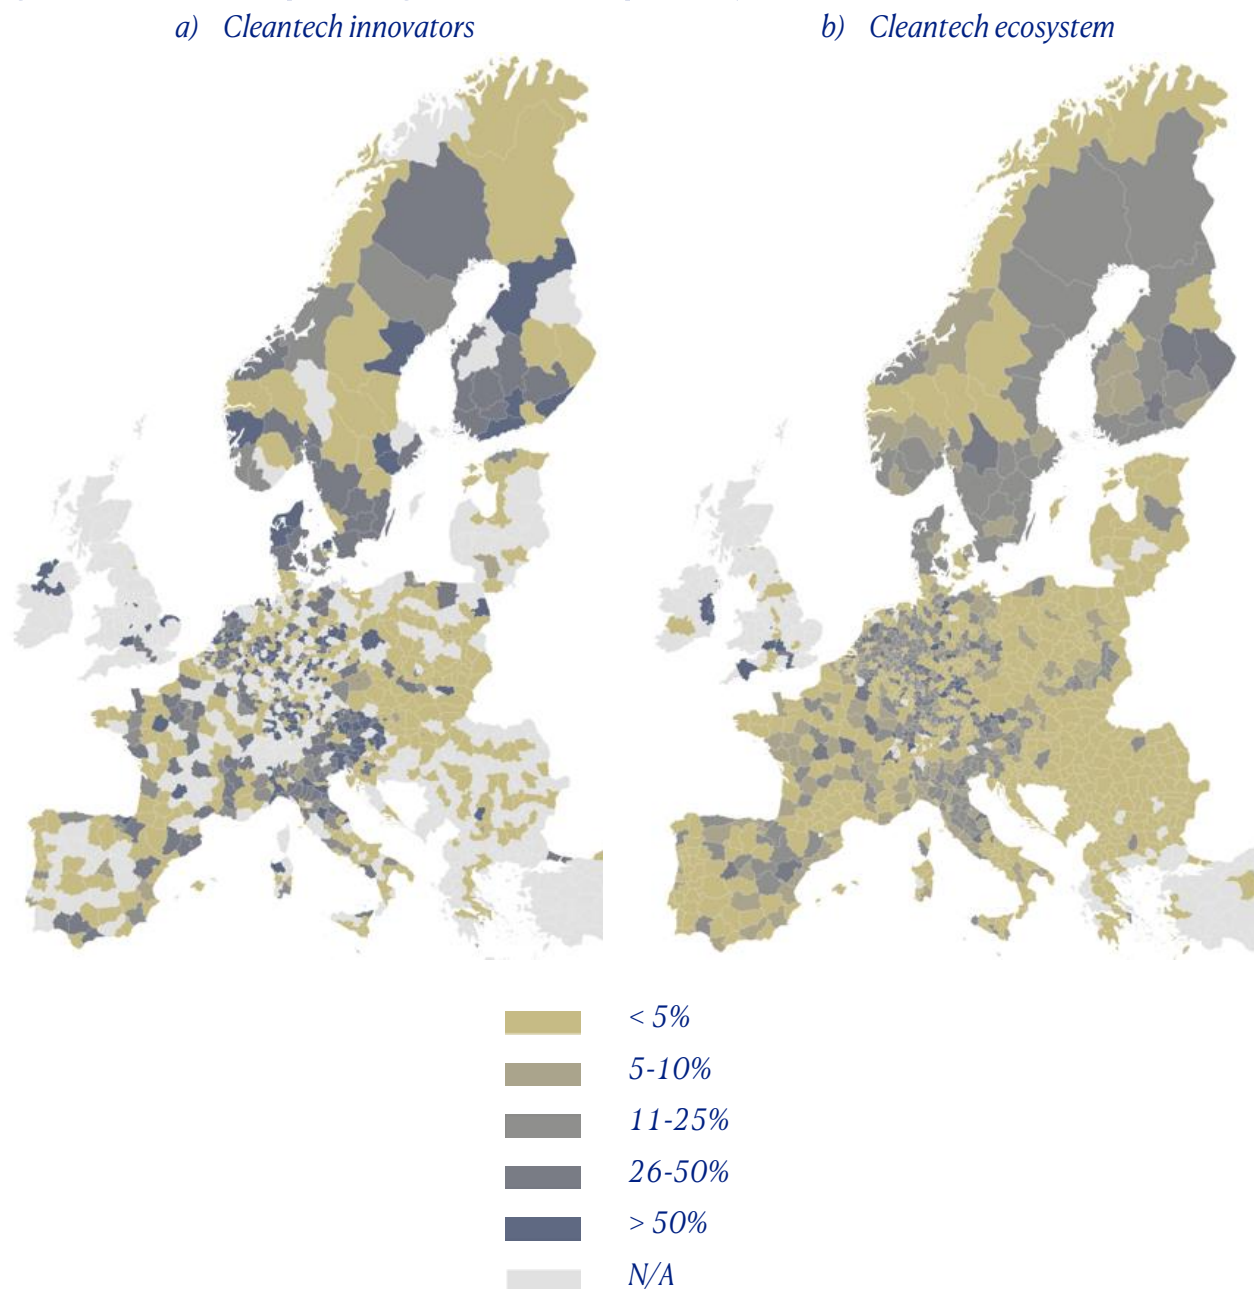 a) Cleantech innovators
b) Cleantech ecosystem
< 5%
5-10%
11-25%
26-50%
> 50%
N/A